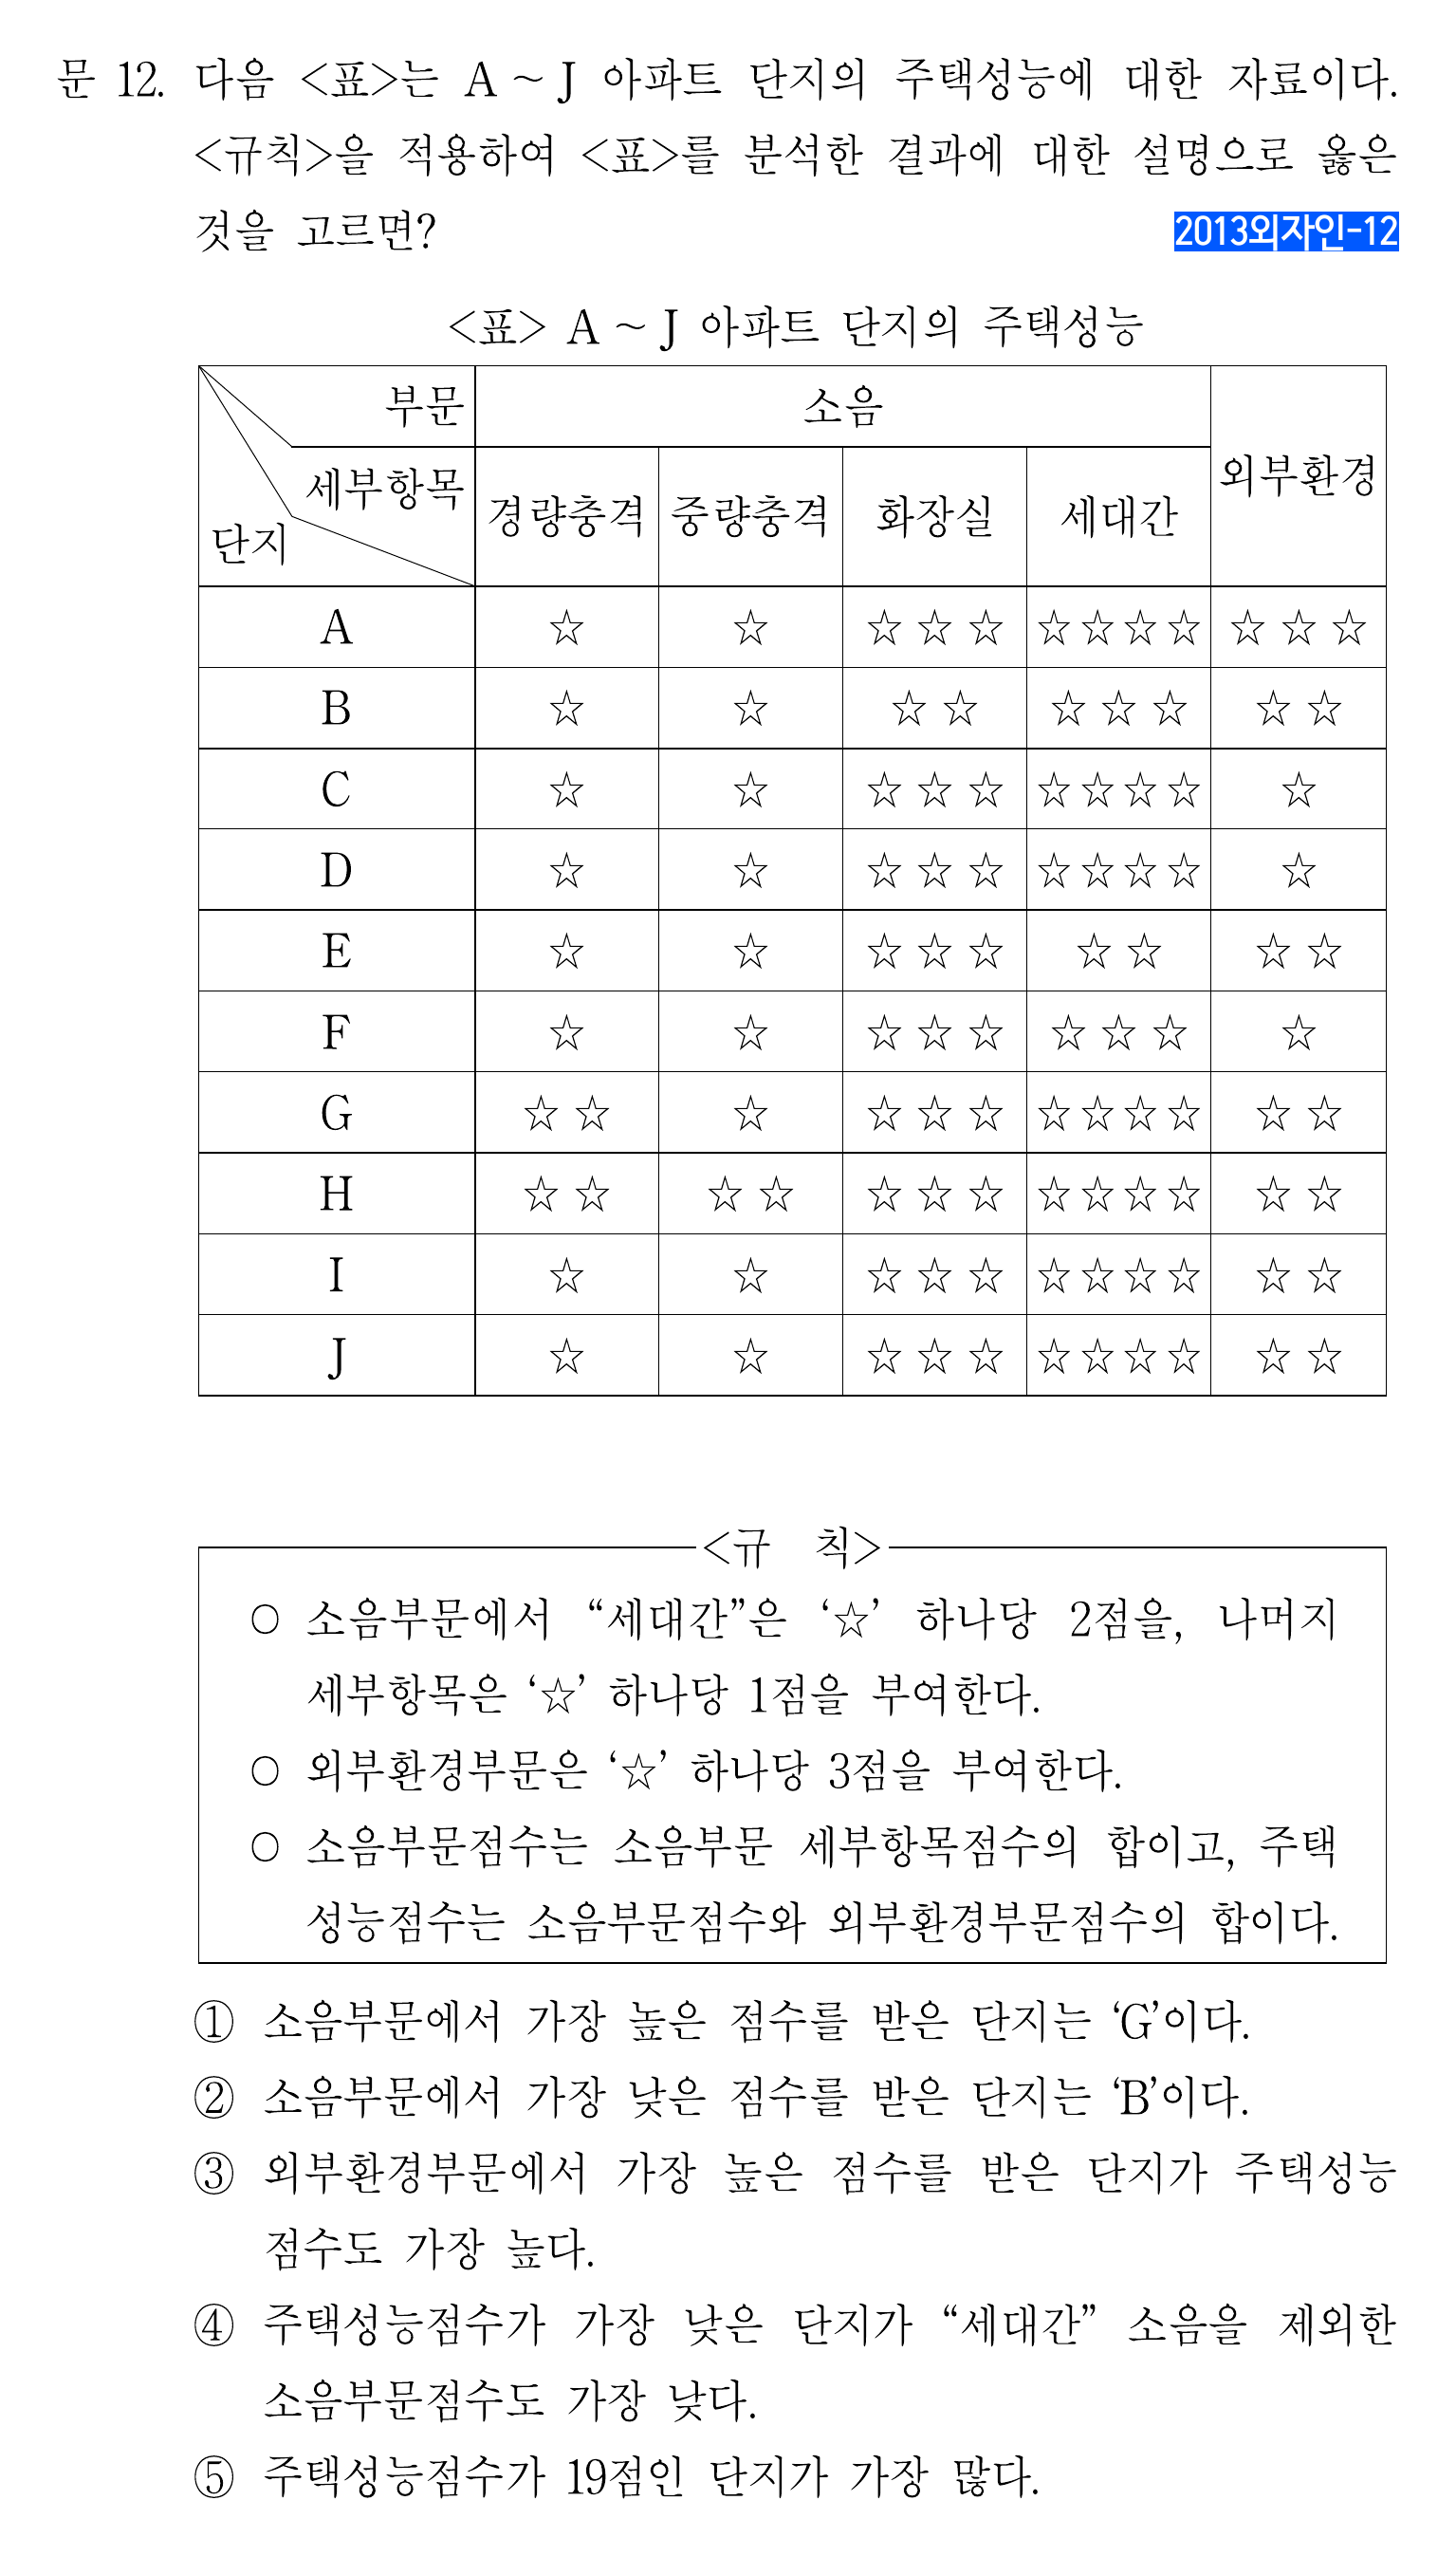 문 12. 다음 <표>는 A ~ J 아파트 단지의 주택성능에 대한 자료이다.
<규칙>을 적용하여 <표>를 분석한 결과에 대한 설명으로 옳은
것을 고르면?
2013외자인-12
<표> A ~ J 아파트 단지의 주택성능
부문 소음 외부환경
세부항목 경량충격 중량충격 화장실 세대간
단지
A ☆ ☆ ☆☆☆ ☆☆☆☆ ☆☆☆
B ☆ ☆ ☆☆ ☆☆☆ ☆☆
C ☆ ☆ ☆☆☆ ☆☆☆☆ ☆
D ☆ ☆ ☆☆☆ ☆☆☆☆ ☆
E ☆ ☆ ☆☆☆ ☆☆ ☆☆
F ☆ ☆ ☆☆☆ ☆☆☆ ☆
G ☆☆ ☆ ☆☆☆ ☆☆☆☆ ☆☆
H ☆☆ ☆☆ ☆☆☆ ☆☆☆☆ ☆☆
I ☆ ☆ ☆☆☆ ☆☆☆☆ ☆☆
J ☆ ☆ ☆☆☆ ☆☆☆☆ ☆☆
<규 칙>
○ 소음부문에서 “세대간”은 ‘☆’ 하나당 2점을, 나머지
세부항목은 ‘☆’ 하나당 1점을 부여한다.
○ 외부환경부문은 ‘☆’ 하나당 3점을 부여한다.
○ 소음부문점수는 소음부문 세부항목점수의 합이고, 주택
성능점수는 소음부문점수와 외부환경부문점수의 합이다.
① 소음부문에서 가장 높은 점수를 받은 단지는 ‘G’이다.
② 소음부문에서 가장 낮은 점수를 받은 단지는 ‘B’이다.
③ 외부환경부문에서 가장 높은 점수를 받은 단지가 주택성능
점수도 가장 높다.
④ 주택성능점수가 가장 낮은 단지가 “세대간” 소음을 제외한
소음부문점수도 가장 낮다.
⑤ 주택성능점수가 19점인 단지가 가장 많다.